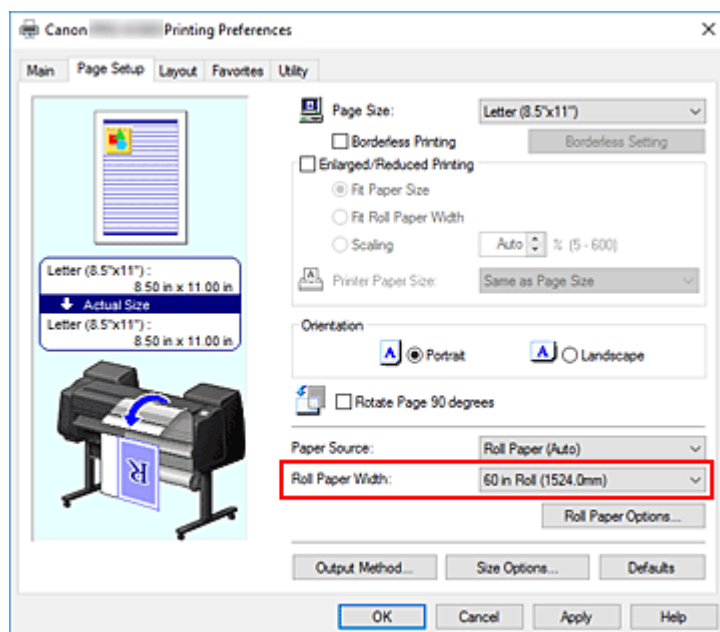 Canon Printing Preferences
Main Page Setup Layout Favorites Utility
Page Size: Letter (8.5"x11")
Borderless Printing Borderless Setting
Enlarged/Reduced Printing
Fit Paper Size
Fit Roll Paper Width
Scaling Auto % (5 - 600)
Printer Paper Size: Same as Page Size
Letter (8.5"x11") :
8.50 in x 11.00 in
Actual Size
Letter (8.5"x11") :
8.50 in x 11.00 in
Orientation
A Portrait A Landscape
Rotate Page 90 degrees
R
Paper Source: Roll Paper (Auto)
Roll Paper Width: 60 in Roll (1524.0mm)
Roll Paper Options...
Output Method... Size Options... Defaults
OK Cancel Apply Help